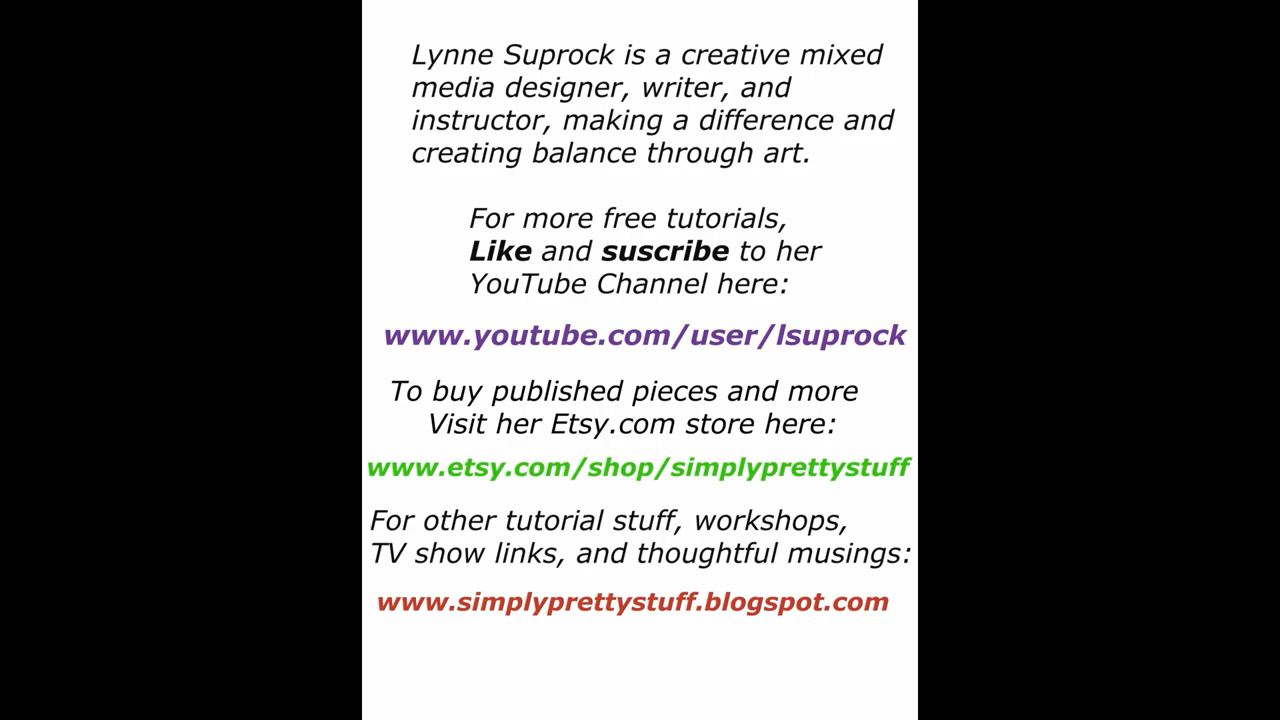 Lynne Suprock is a creative mixed
media designer, writer, and
instructor, making a difference and
creating balance through art.
For more free tutorials,
Like and suscribe to her
YouTube Channel here:
www.youtube.com/user/lsuprock
To buy published pieces and more
Visit her Etsy.com store here:
www.etsy.com/shop/simplyprettystuff
For other tutorial stuff, workshops,
TV show links, and thoughtful musings:
www.simplyprettystuff.blogspot.com